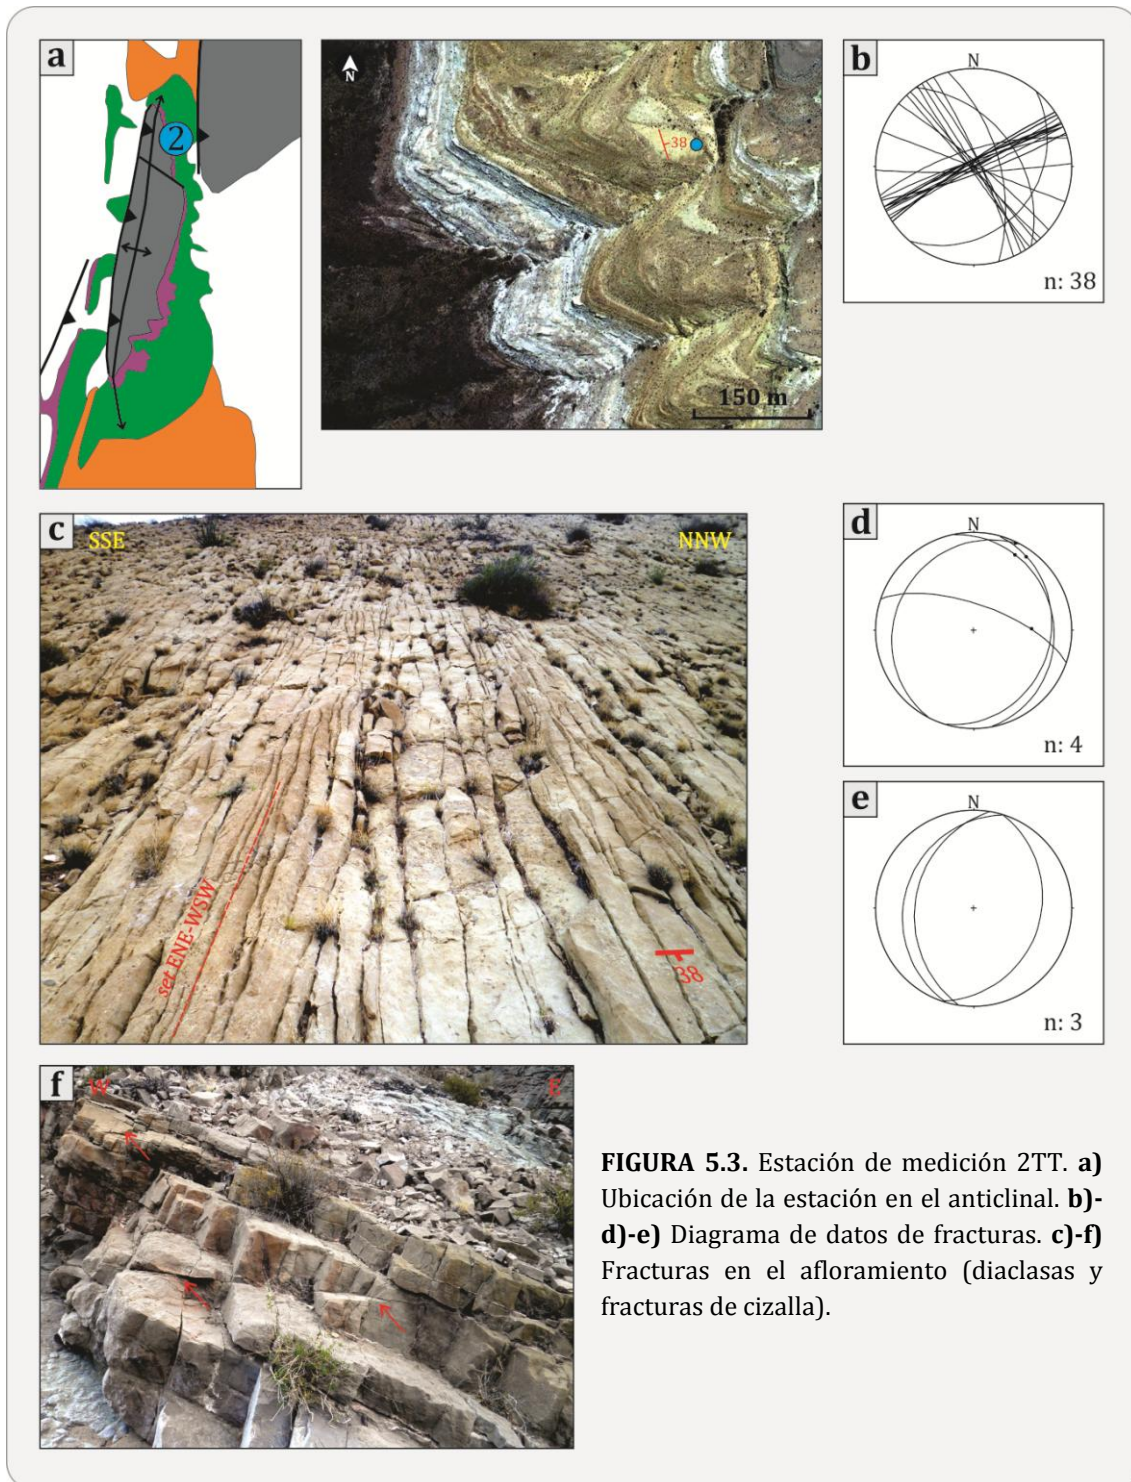 a
2
N
38
150 m
b
N
n: 38
c
SSE
NNW
set ENE-WSW
38
d
N
n: 4
e
N
n: 3
f
W
E
FIGURA 5.3. Estación de medición 2TT. a)
Ubicación de la estación en el anticlinal. b)-
d)-e) Diagrama de datos de fracturas. c)-f)
Fracturas en el afloramiento (diaclasas y
fracturas de cizalla).